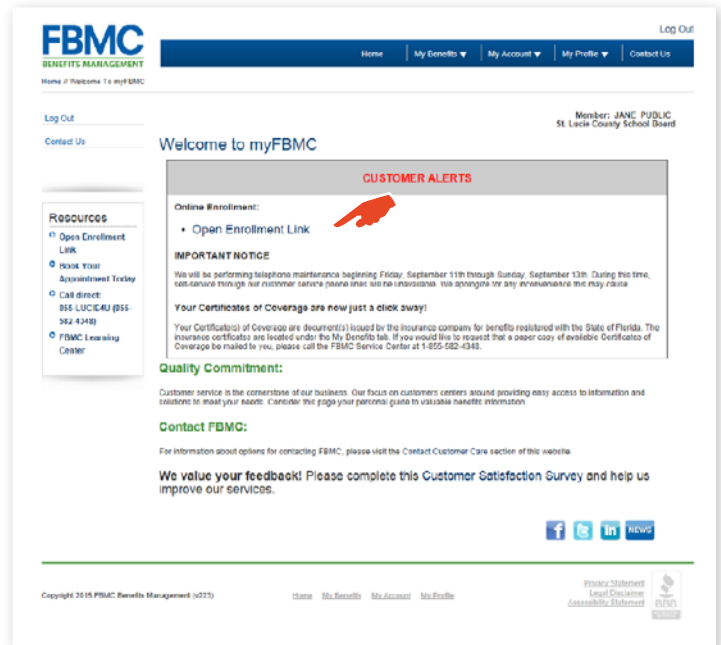 Log Out
FBMC
BENEFITS MANAGEMENT
Home
My Benefits ▼
My Account ▼
My Profile ▼
Contact Us
Home // Welcome To myFBMC
Member: JANE PUBLIC
St. Lucie County School Board
Log Out
Contact Us
Welcome to myFBMC
CUSTOMER ALERTS
Online Enrollment:
• Open Enrollment Link
IMPORTANT NOTICE
We will be performing telephone maintenance beginning Friday, September 11th through Sunday, September 13th. During this time,
self-service through our customer service phone lines will be unavailable. We apologize for any inconvenience this may cause
Your Certificates of Coverage are now just a click away!
Your Certificate(s) of Coverage are document(s) issued by the insurance company for benefits registered with the State of Florida. The
insurance certificates are located under the My Benefits tab. If you would like to request that a paper copy of available Certificates of
Coverage be mailed to you, please call the FBMC Service Center at 1-855-582-4348.
Resources
Open Enrollment
Link
Book Your
Appointment Today
Call direct:
855-LUCIE4U (855-
582-4348)
FBMC Learning
Center
Quality Commitment:
Customer service is the cornerstone of our business. Our focus on customers centers around providing easy access to information and
solutions to meet your needs. Consider this page your personal guide to valuable benefits information.
Contact FBMC:
For information about options for contacting FBMC, please visit the Contact Customer Care section of this website.
We value your feedback! Please complete this Customer Satisfaction Survey and help us
improve our services.
NEWS
Copyright 2015 FBMC Benefits Management (v223)
Home
My Benefits
My Account
My Profile
Privacy Statement
Legal Disclaimer
Accessibility Statement
BBB